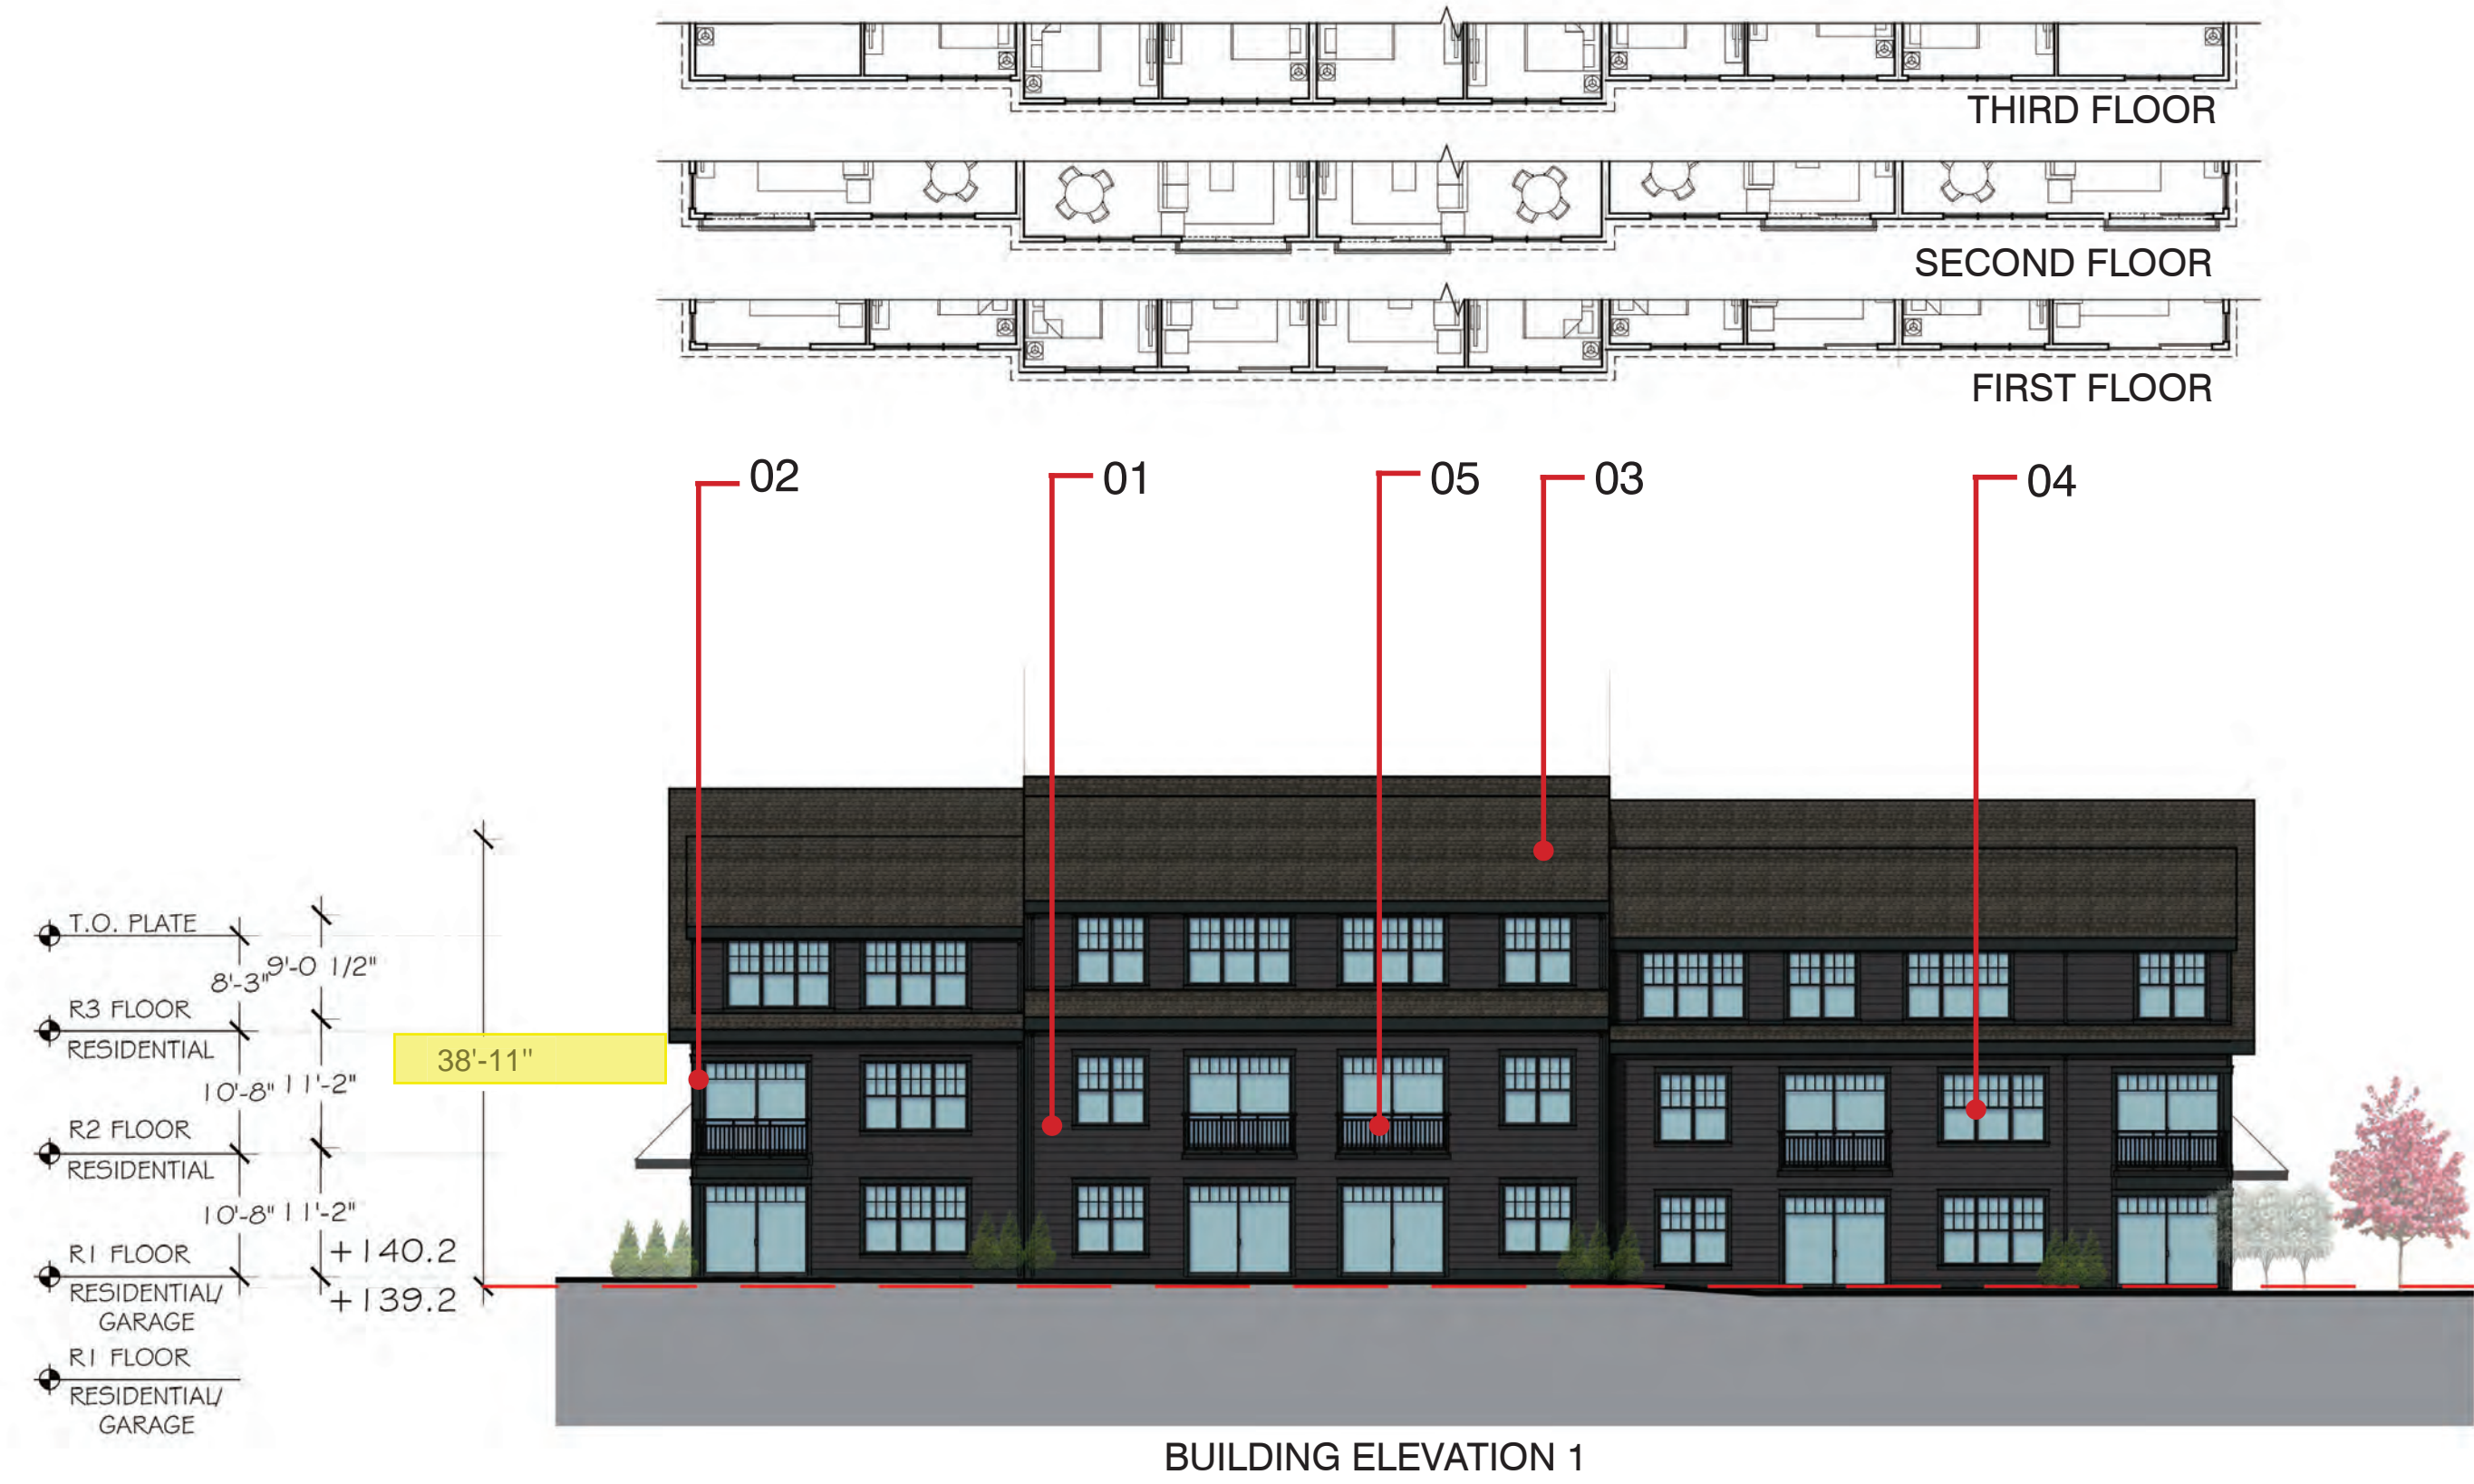 THIRD FLOOR
SECOND FLOOR
FIRST FLOOR
02
01
05
03
04
T.O. PLATE
8'-3"
9'-0 1/2"
R3 FLOOR
RESIDENTIAL
38'-11"
10'-8"
11'-2"
R2 FLOOR
RESIDENTIAL
10'-8"
11'-2"
R1 FLOOR
+140.2
RESIDENTIAL/
+139.2
GARAGE
R1 FLOOR
RESIDENTIAL/
GARAGE
BUILDING ELEVATION 1